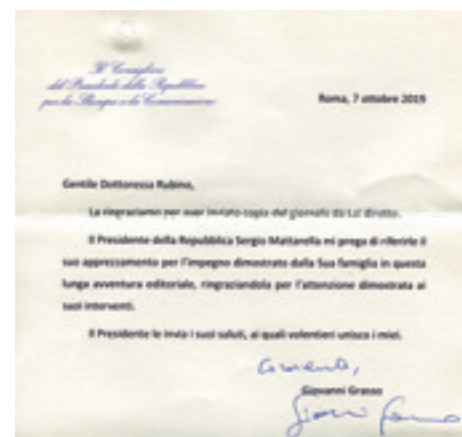 Il Consigliere
del Presidente della Repubblica
per la Stampa e la Comunicazione
Roma, 7 ottobre 2019
Gentile Dottoressa Rubino,
La ringraziamo per aver inviato copia del giornale da Lei diretto.
Il Presidente della Repubblica Sergio Mattarella mi prega di riferirle il
suo apprezzamento per l'impegno dimostrato dalla Sua famiglia in questa
lunga avventura editoriale, ringraziandola per l'attenzione dimostrata ai
suoi interventi.
Il Presidente le invia i suoi saluti, ai quali volentieri unisco i miei.
Giovanni Grasso